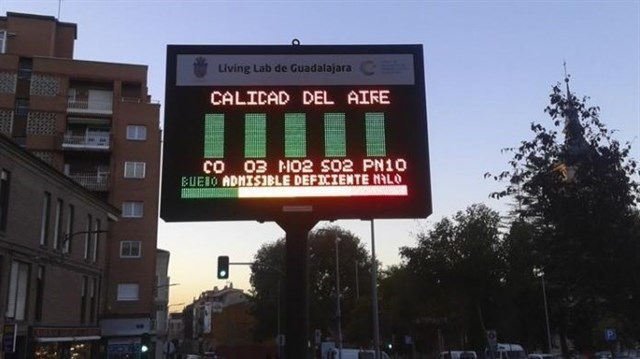 Living Lab de Guadalajara
CALIDAD DEL AIRE
CO O3 NO2 SO2 PM10
BUENO ADMISIBLE DEFICIENTE MALO